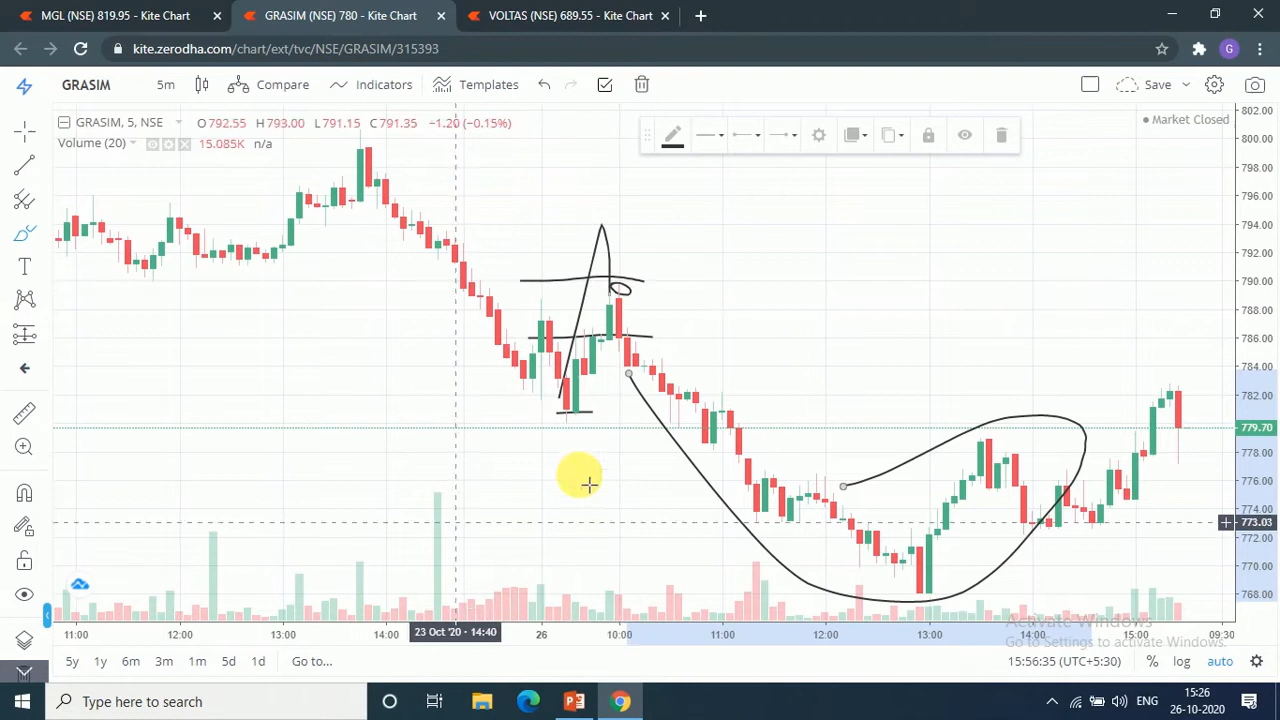 MGL (NSE) 819.95 - Kite Chart
GRASIM (NSE) 780 - Kite Chart
VOLTAS (NSE) 689.55 - Kite Chart
kite.zerodha.com/chart/ext/tvc/NSE/GRASIM/315393
G
GRASIM 5m Compare Indicators Templates Save
GRASIM, 5, NSE O792.55 H793.00 L791.15 C791.35 −1.20 (−0.15%)
Volume (20) 15.085K n/a
Market Closed
802.00
800.00
798.00
796.00
794.00
792.00
790.00
788.00
786.00
784.00
782.00
779.70
778.00
776.00
774.00
773.03
772.00
770.00
768.00
11:00 12:00 13:00 14:00 23 Oct '20 - 14:40 26 10:00 11:00 12:00 13:00 14:00 15:00 09:30
Activate Windows
Go to Settings to activate Windows.
5y 1y 6m 3m 1m 5d 1d Go to... 15:56:35 (UTC+5:30) % log auto
Type here to search
ENG
15:26
26-10-2020